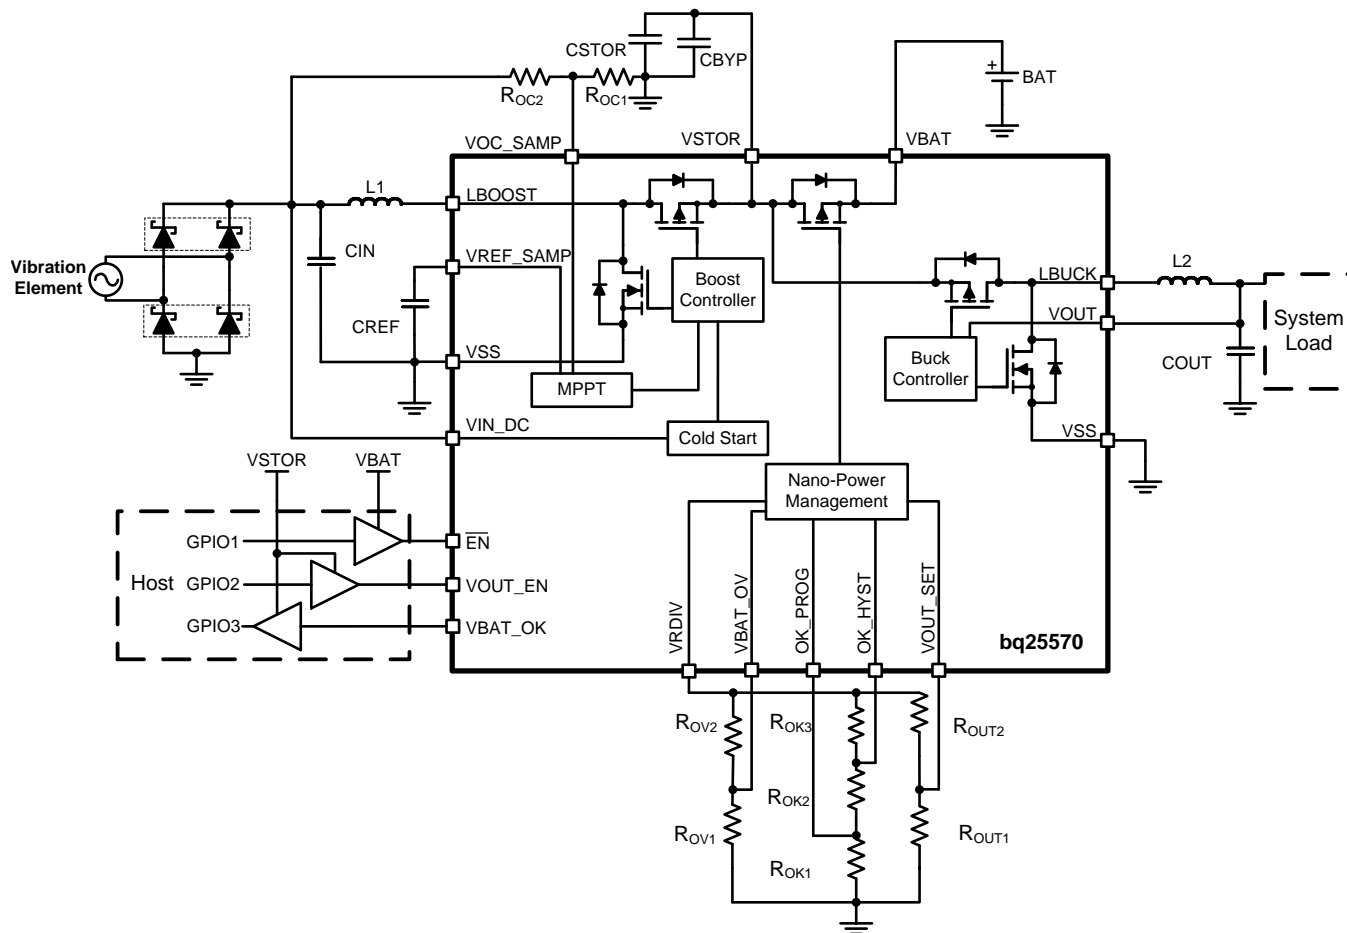 CSTOR
CBYP
BAT
ROC2
ROC1
VOC_SAMP
VSTOR
VBAT
L1
LBOOST
CIN
VREF_SAMP
Vibration
Element
Boost
Controller
LBUCK
L2
CREF
VOUT
System
Load
VSS
Buck
Controller
COUT
MPPT
VIN_DC
Cold Start
VSS
VSTOR
VBAT
Nano-Power
Management
GPIO1
EN
Host
GPIO2
VOUT_EN
GPIO3
VBAT_OK
VRDIV
VBAT_OV
OK_PROG
OK_HYST
VOUT_SET
bq25570
ROV2
ROK3
ROUT2
ROK2
ROV1
ROUT1
ROK1